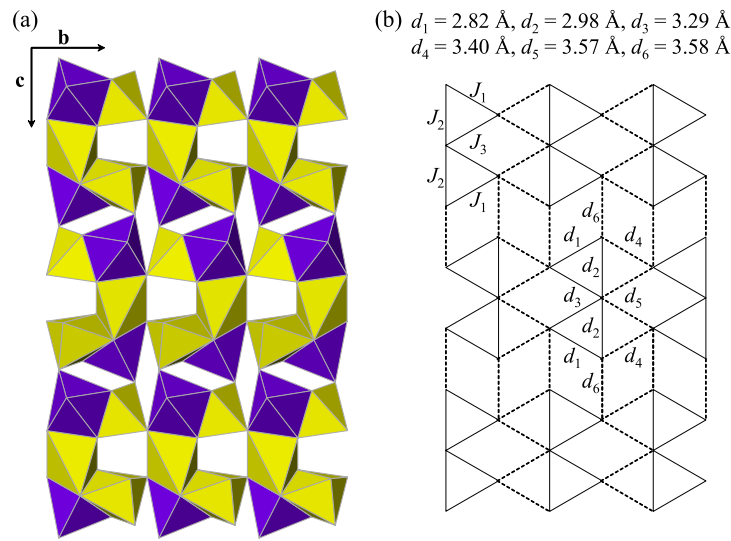 (a)
b
c
(b) d1 = 2.82 Å, d2 = 2.98 Å, d3 = 3.29 Å
d4 = 3.40 Å, d5 = 3.57 Å, d6 = 3.58 Å
J1
J2
J3
J2
J1
d6
d1 d4
d2
d3 d5
d2
d1 d4
d6